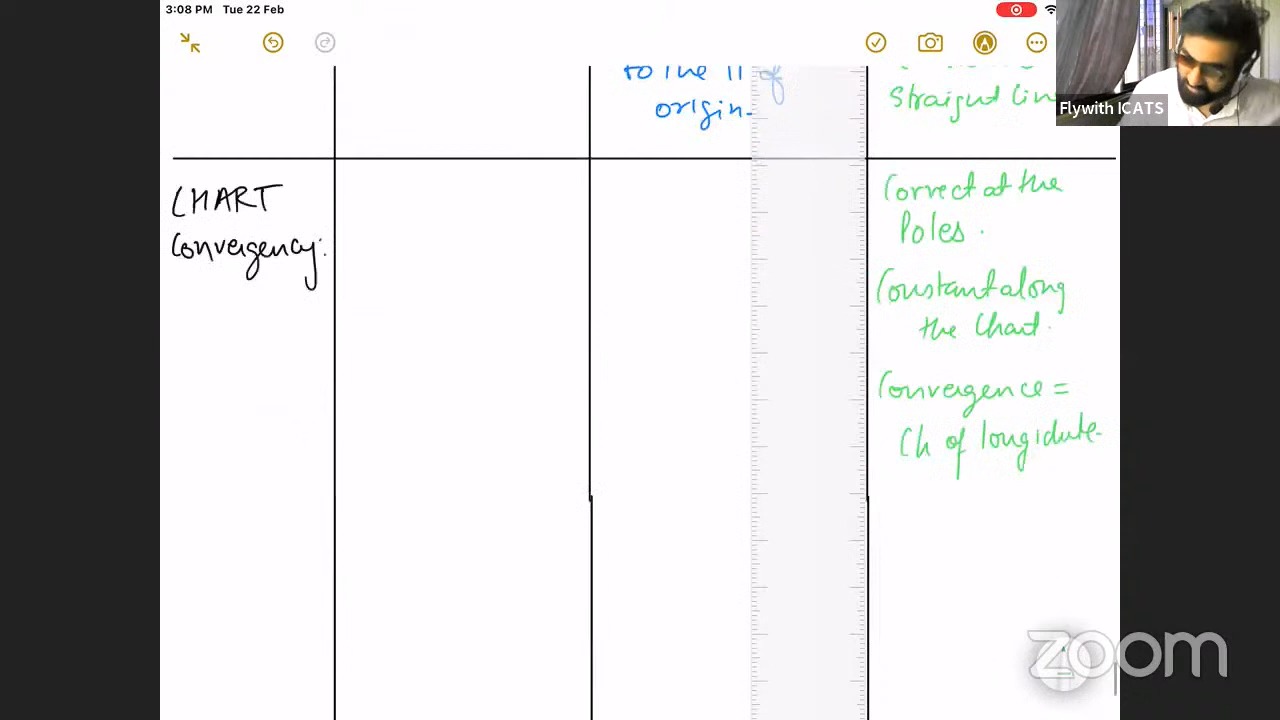 3:08 PM Tue 22 Feb
Flywith ICATS
to the
of
origin.
Straight Lin
CHART
Convergency:
Correct at the
Poles.
Constant along
the Chart.
Convergence =
Ch of longidute.
zoom